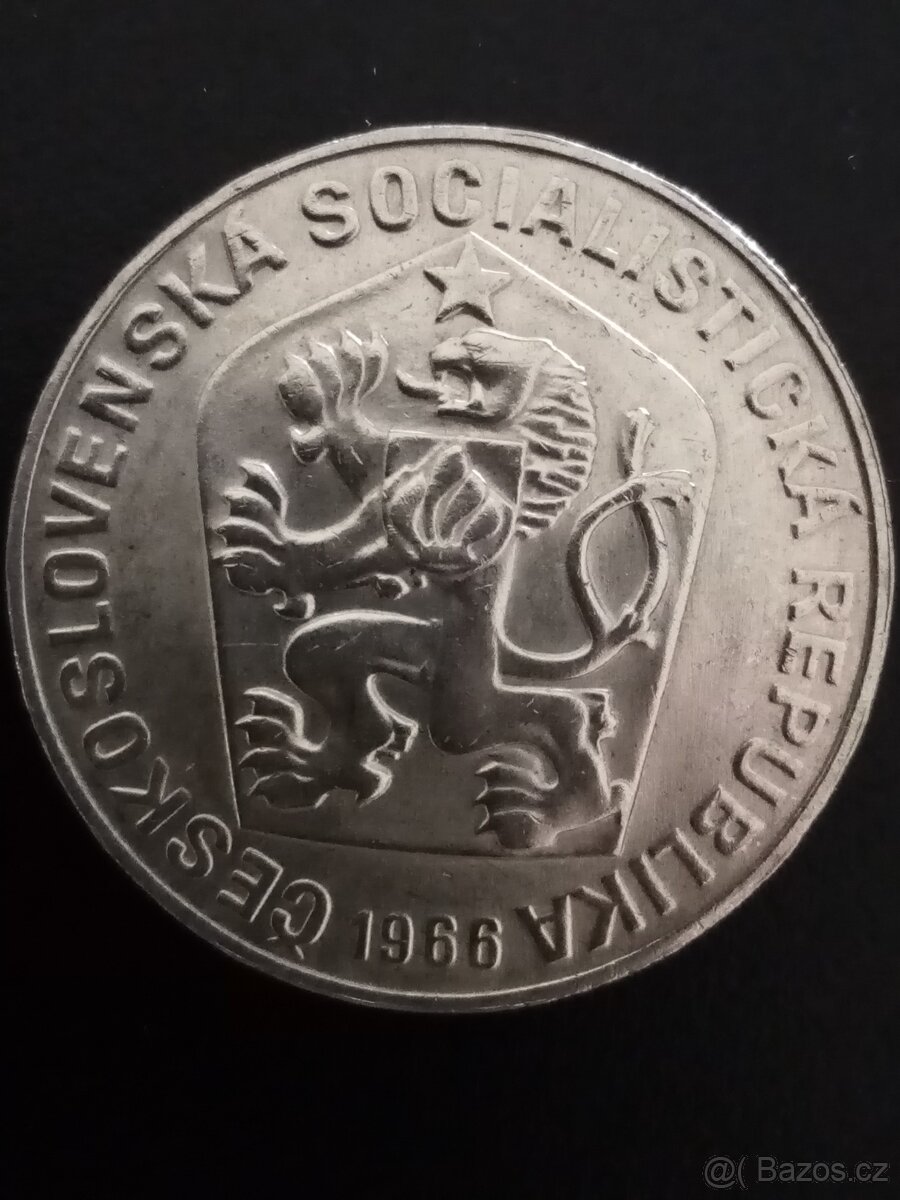 ČESKOSLOVENSKÁ SOCIALISTICKÁ REPUBLIKA
1966
@( Bazos.cz